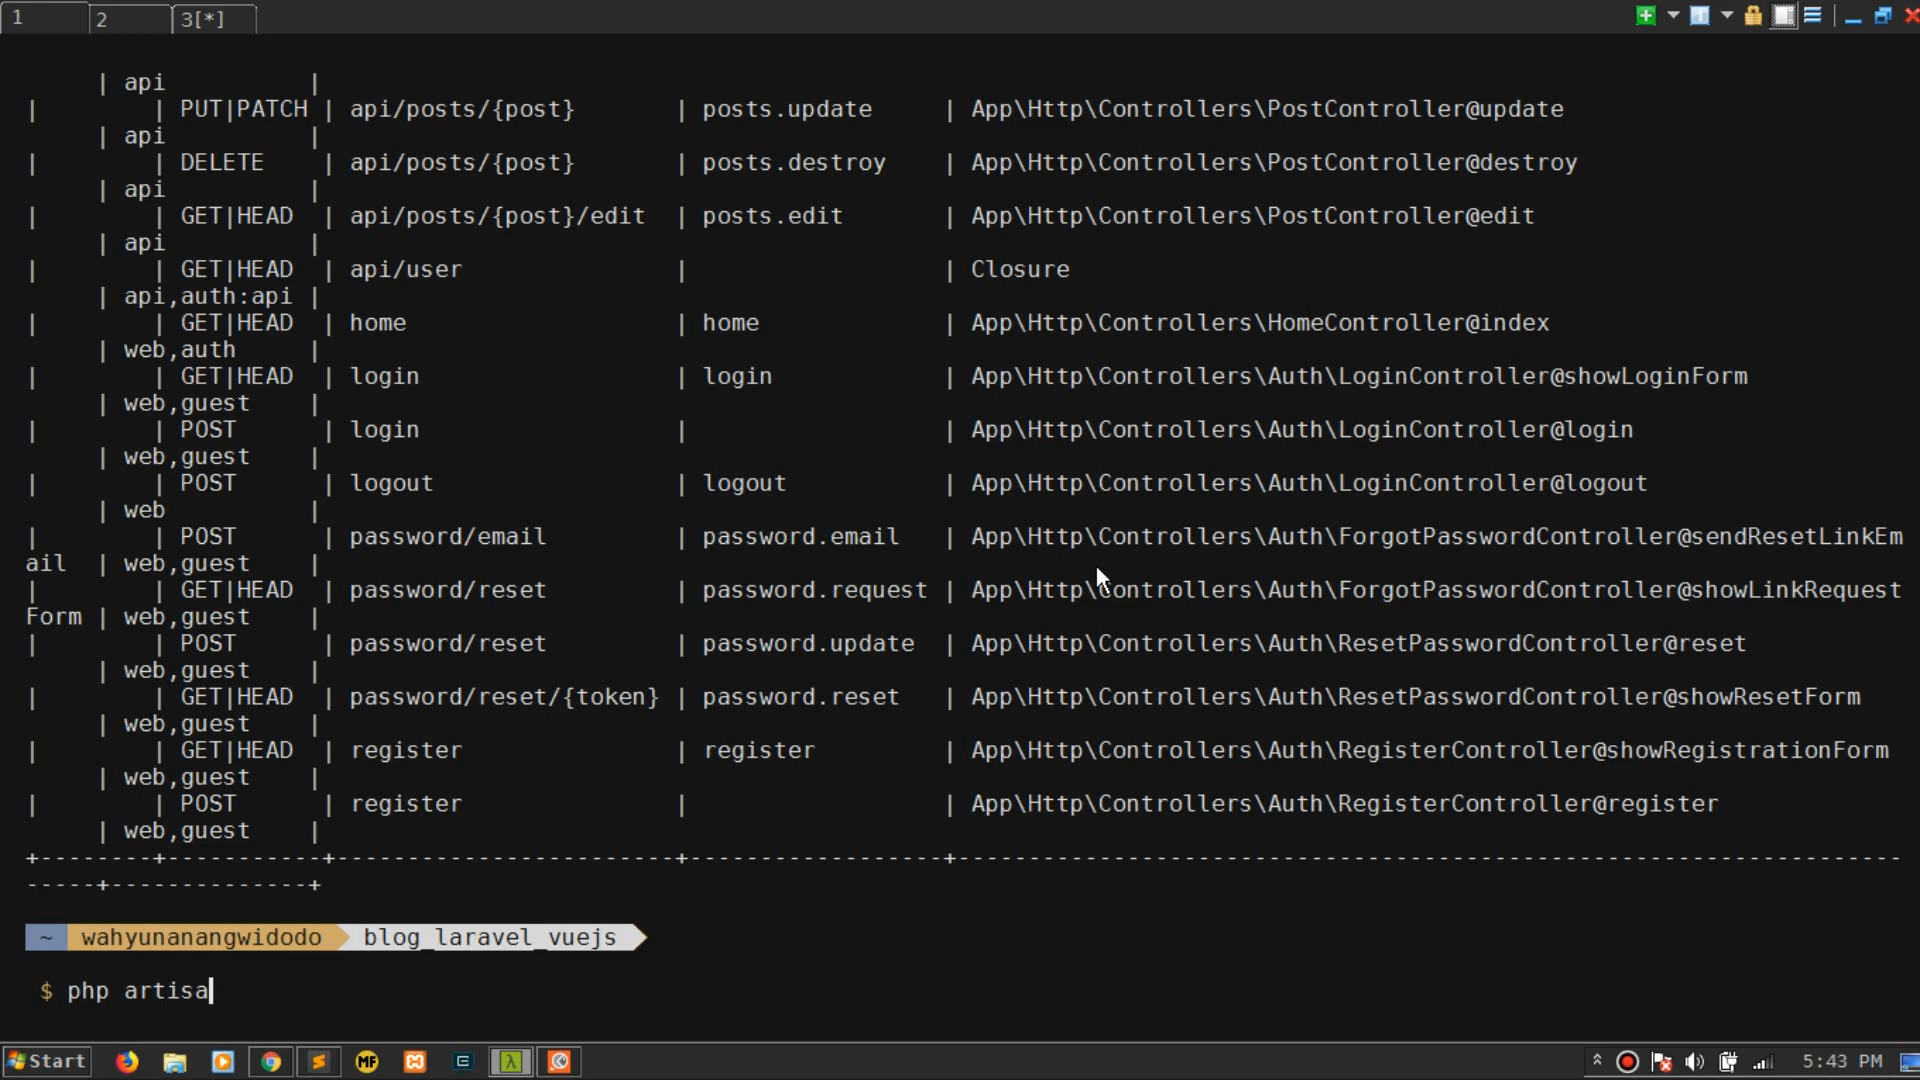 1
2
3[*]
| api |
| | PUT|PATCH | api/posts/{post} | posts.update | App\Http\Controllers\PostController@update
| api |
| | DELETE | api/posts/{post} | posts.destroy | App\Http\Controllers\PostController@destroy
| api |
| | GET|HEAD | api/posts/{post}/edit | posts.edit | App\Http\Controllers\PostController@edit
| api |
| | GET|HEAD | api/user | | Closure
| api,auth:api |
| | GET|HEAD | home | home | App\Http\Controllers\HomeController@index
| web,auth |
| | GET|HEAD | login | login | App\Http\Controllers\Auth\LoginController@showLoginForm
| web,guest |
| | POST | login | | App\Http\Controllers\Auth\LoginController@login
| web,guest |
| | POST | logout | logout | App\Http\Controllers\Auth\LoginController@logout
| web |
| | POST | password/email | password.email | App\Http\Controllers\Auth\ForgotPasswordController@sendResetLinkEm
ail | web,guest |
| | GET|HEAD | password/reset | password.request | App\Http\Controllers\Auth\ForgotPasswordController@showLinkRequest
Form | web,guest |
| | POST | password/reset | password.update | App\Http\Controllers\Auth\ResetPasswordController@reset
| web,guest |
| | GET|HEAD | password/reset/{token} | password.reset | App\Http\Controllers\Auth\ResetPasswordController@showResetForm
| web,guest |
| | GET|HEAD | register | register | App\Http\Controllers\Auth\RegisterController@showRegistrationForm
| web,guest |
| | POST | register | | App\Http\Controllers\Auth\RegisterController@register
| web,guest |
+--------+-----------+------------------------+------------------+-------------------------------------------------------------------
-----+--------------+
~ wahyunanangwidodo blog_laravel_vuejs
$ php artisa
Start
MF
5:43 PM